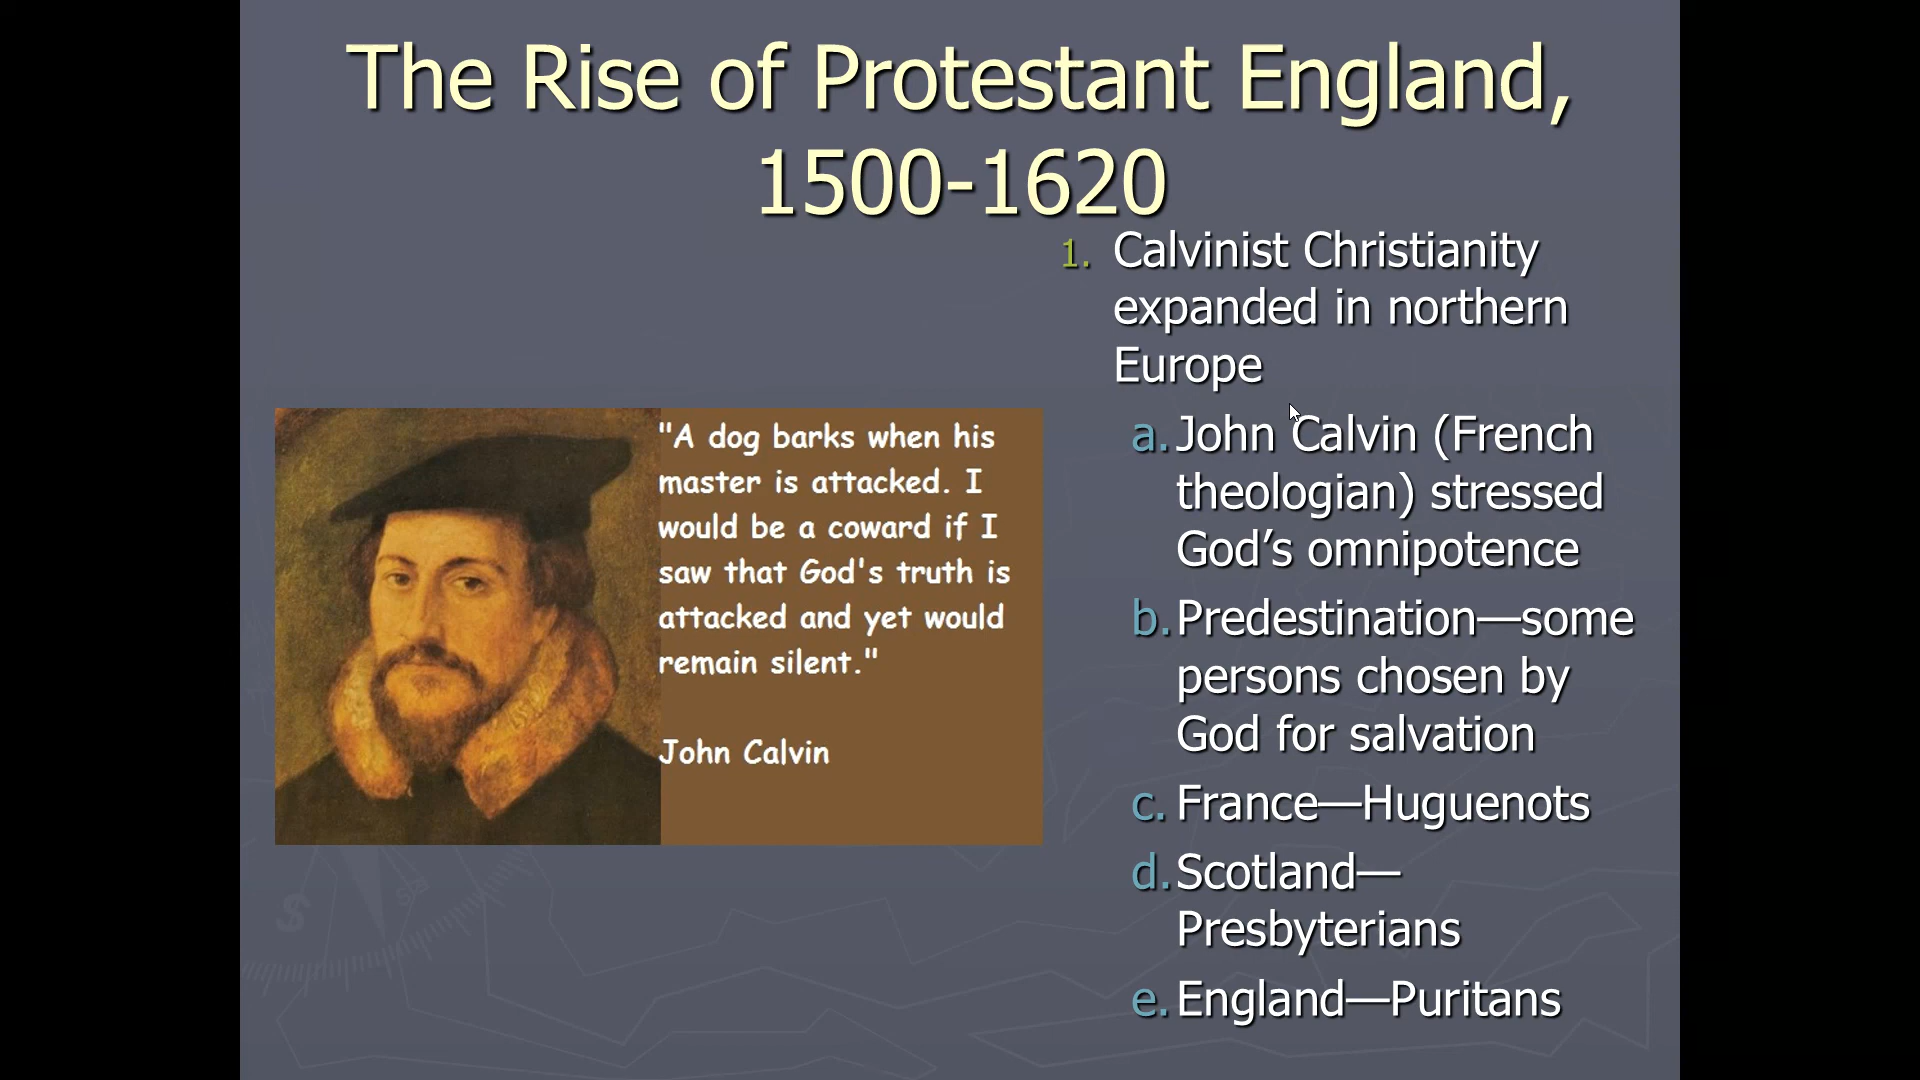 The Rise of Protestant England,
1500-1620
"A dog barks when his
master is attacked. I
would be a coward if I
saw that God's truth is
attacked and yet would
remain silent."
John Calvin
1. Calvinist Christianity
expanded in northern
Europe
a. John Calvin (French
theologian) stressed
God’s omnipotence
b. Predestination—some
persons chosen by
God for salvation
c. France—Huguenots
d. Scotland—
Presbyterians
e. England—Puritans